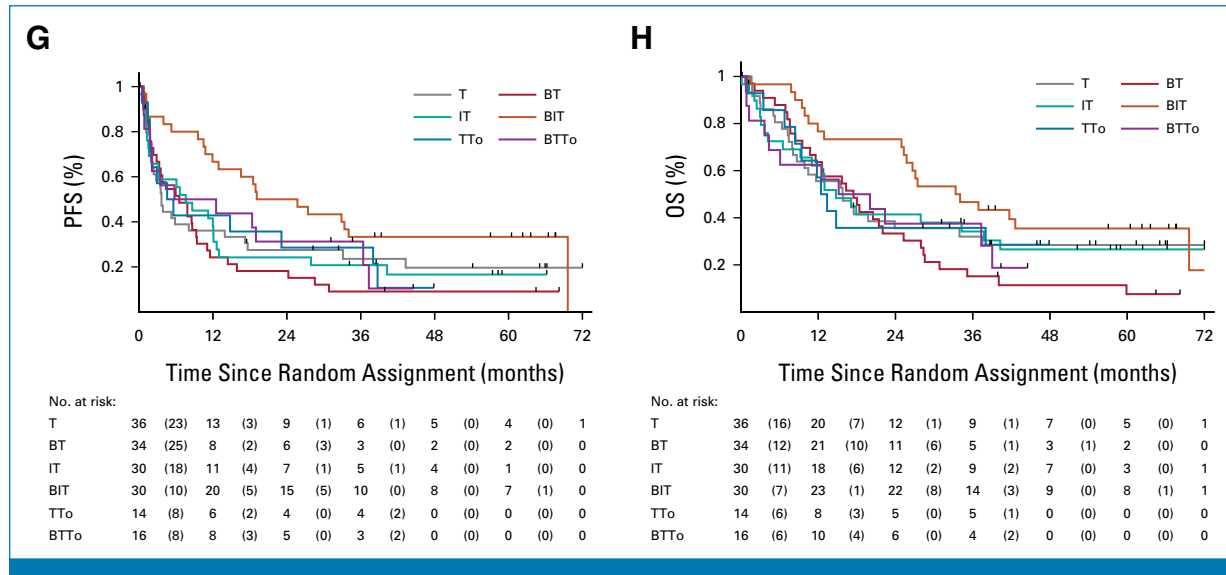 G
PFS (%)
1
0.8
0.6
0.4
0.2
0 12 24 36 48 60 72
T BT
IT BIT
TTo BTTo
Time Since Random Assignment (months)
No. at risk:
T 36 (23) 13 (3) 9 (1) 6 (1) 5 (0) 4 (0) 1
BT 34 (25) 8 (2) 6 (3) 3 (0) 2 (0) 2 (0) 0
IT 30 (18) 11 (4) 7 (1) 5 (1) 4 (0) 1 (0) 0
BIT 30 (10) 20 (5) 15 (5) 10 (0) 8 (0) 7 (1) 0
TTo 14 (8) 6 (2) 4 (0) 4 (2) 0 (0) 0 (0) 0
BTTo 16 (8) 8 (3) 5 (0) 3 (2) 0 (0) 0 (0) 0
H
OS (%)
1
0.8
0.6
0.4
0.2
0 12 24 36 48 60 72
T BT
IT BIT
TTo BTTo
Time Since Random Assignment (months)
No. at risk:
T 36 (16) 20 (7) 12 (1) 9 (1) 7 (0) 5 (0) 1
BT 34 (12) 21 (10) 11 (6) 5 (1) 3 (1) 2 (0) 0
IT 30 (11) 18 (6) 12 (2) 9 (2) 7 (0) 3 (0) 1
BIT 30 (7) 23 (1) 22 (8) 14 (3) 9 (0) 8 (1) 1
TTo 14 (6) 8 (3) 5 (0) 5 (1) 0 (0) 0 (0) 0
BTTo 16 (6) 10 (4) 6 (0) 4 (2) 0 (0) 0 (0) 0